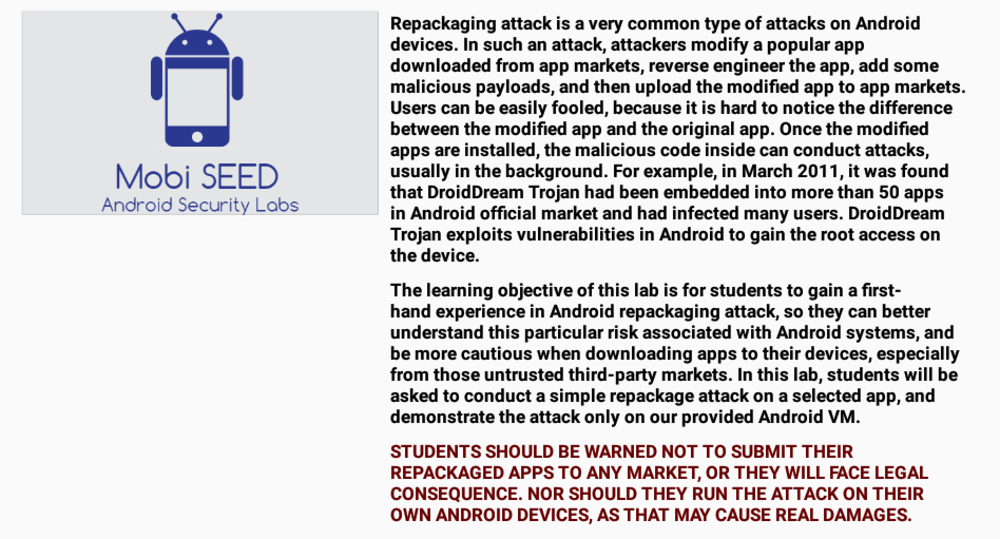 Mobi SEED
Android Security Labs
Repackaging attack is a very common type of attacks on Android
devices. In such an attack, attackers modify a popular app
downloaded from app markets, reverse engineer the app, add some
malicious payloads, and then upload the modified app to app markets.
Users can be easily fooled, because it is hard to notice the difference
between the modified app and the original app. Once the modified
apps are installed, the malicious code inside can conduct attacks,
usually in the background. For example, in March 2011, it was found
that DroidDream Trojan had been embedded into more than 50 apps
in Android official market and had infected many users. DroidDream
Trojan exploits vulnerabilities in Android to gain the root access on
the device.
The learning objective of this lab is for students to gain a first-
hand experience in Android repackaging attack, so they can better
understand this particular risk associated with Android systems, and
be more cautious when downloading apps to their devices, especially
from those untrusted third-party markets. In this lab, students will be
asked to conduct a simple repackage attack on a selected app, and
demonstrate the attack only on our provided Android VM.
STUDENTS SHOULD BE WARNED NOT TO SUBMIT THEIR
REPACKAGED APPS TO ANY MARKET, OR THEY WILL FACE LEGAL
CONSEQUENCE. NOR SHOULD THEY RUN THE ATTACK ON THEIR
OWN ANDROID DEVICES, AS THAT MAY CAUSE REAL DAMAGES.